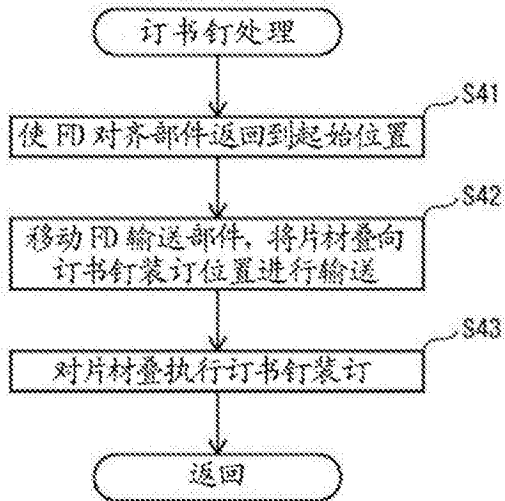 订书钉处理
S41
使FD对齐部件返回到起始位置
S42
移动FD输送部件，将片材叠向
订书钉装订位置进行输送
S43
对片材叠执行订书钉装订
返回